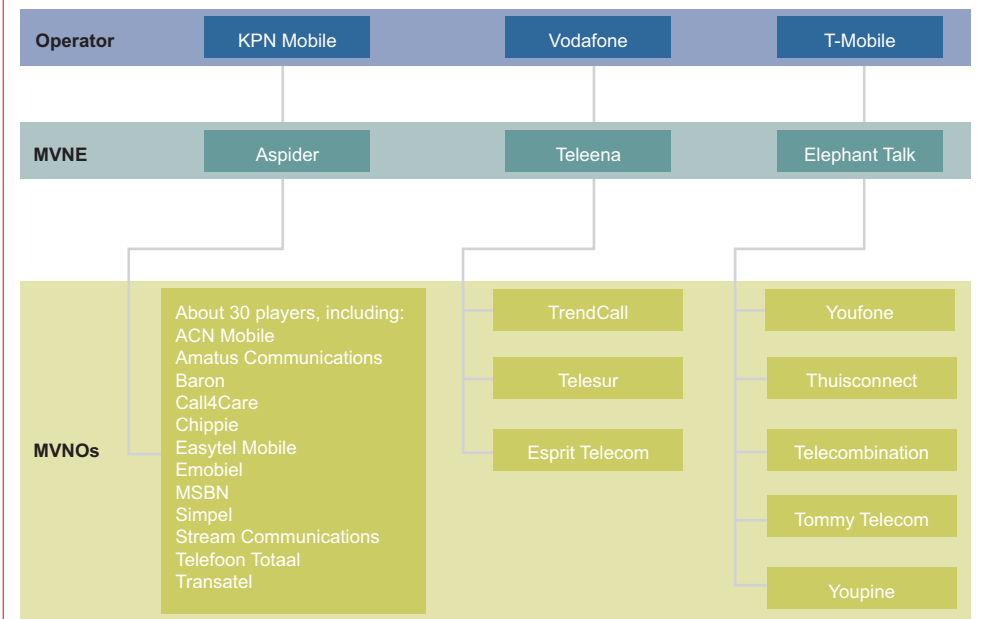 Operator
KPN Mobile
Vodafone
T-Mobile
MVNE
Aspider
Teleena
Elephant Talk
MVNOs
About 30 players, including:
ACN Mobile
Amatus Communications
Baron
Call4Care
Chippie
Easytel Mobile
Emobiel
MSBN
Simpel
Stream Communications
Telefoon Totaal
Transatel
TrendCall
Telesur
Esprit Telecom
Youfone
Thuisconnect
Telecombination
Tommy Telecom
Youpine